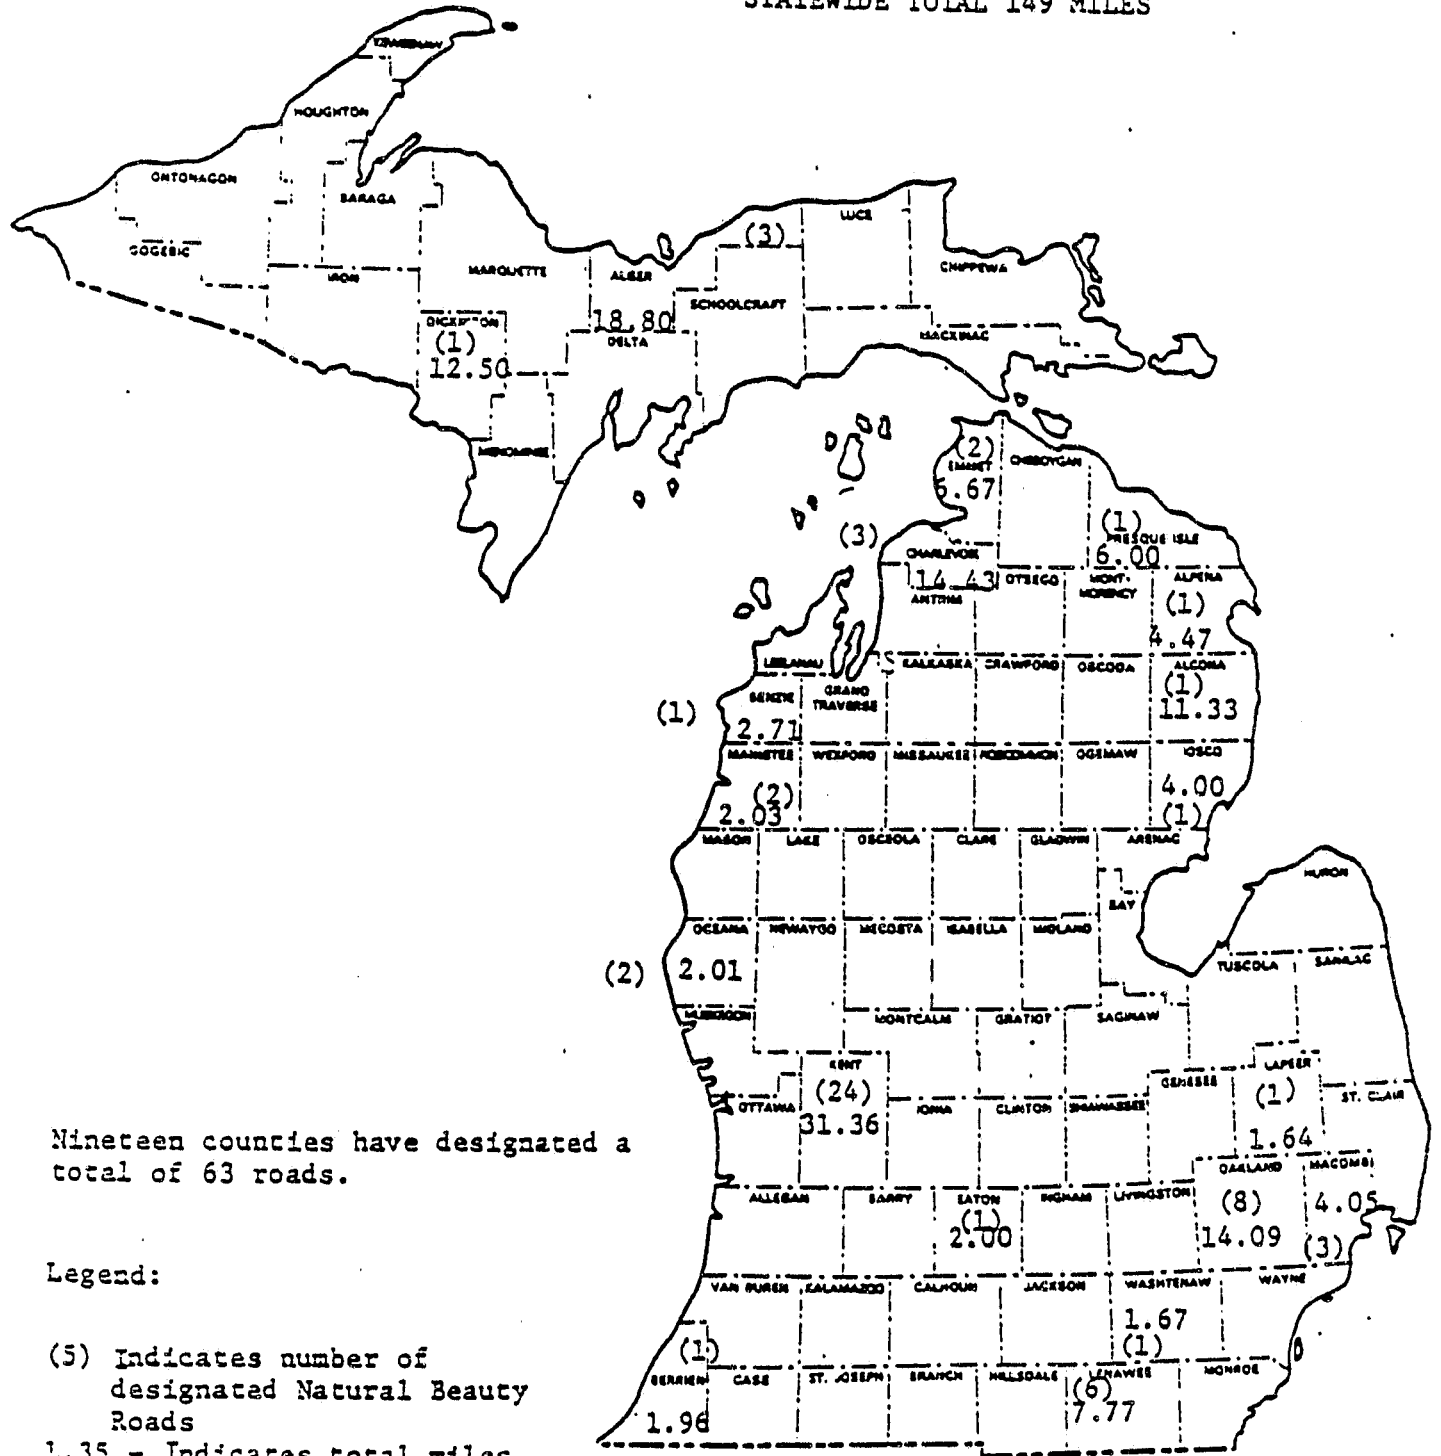 STATEWIDE TOTAL 149 MILES
KEWEENAW
HOUGHTON
ONTONAGON
BARAGA
GOGEBIC
IRON
MARQUETTE
ALGER
(3)
LUCE
CHIPPEWA
SCHOOLCRAFT
18.80
DELTA
MACKINAC
DICKINSON
(1)
12.50
MENOMINEE
(2)
EMMET
6.67
CHEBOYGAN
(1)
PRESQUE ISLE
6.00
(3)
CHARLEVOIX
14.43
ANTRIM
OTSEGO
MONT-
MORENCY
ALPENA
(1)
4.47
LEELANAU
KALKASKA
CRAWFORD
OSCODA
ALCONA
(1)
11.33
(1)
BENZIE
2.71
GRAND
TRAVERSE
MANISTEE
(2)
2.03
WEXFORD
MISSAUKEE
ROSCOMMON
OGEMAW
IOSCO
4.00
(1)
MASON
LAKE
OSCEOLA
CLARE
GLADWIN
ARENAC
HURON
BAY
OCEANA
NEWAYGO
MECOSTA
ISABELLA
MIDLAND
(2)
2.01
TUSCOLA
SANILAC
MUSKEGON
MONTCALM
GRATIOT
SAGINAW
KENT
(24)
31.36
OTTAWA
IONIA
CLINTON
SHIAWASSEE
GENESEE
LAPEER
(1)
1.64
ST. CLAIR
Nineteen counties have designated a
total of 63 roads.
ALLEGAN
BARRY
EATON
(1)
2.00
INGHAM
LIVINGSTON
OAKLAND
(8)
14.09
MACOMB
4.05
(3)
Legend:
VAN BUREN
KALAMAZOO
CALHOUN
JACKSON
WASHTENAW
1.67
(1)
WAYNE
(5) Indicates number of
designated Natural Beauty
Roads
1.35 - Indicates total miles
(1)
BERRIEN
1.96
CASS
ST. JOSEPH
BRANCH
HILLSDALE
LENAWEE
(6)
7.77
MONROE